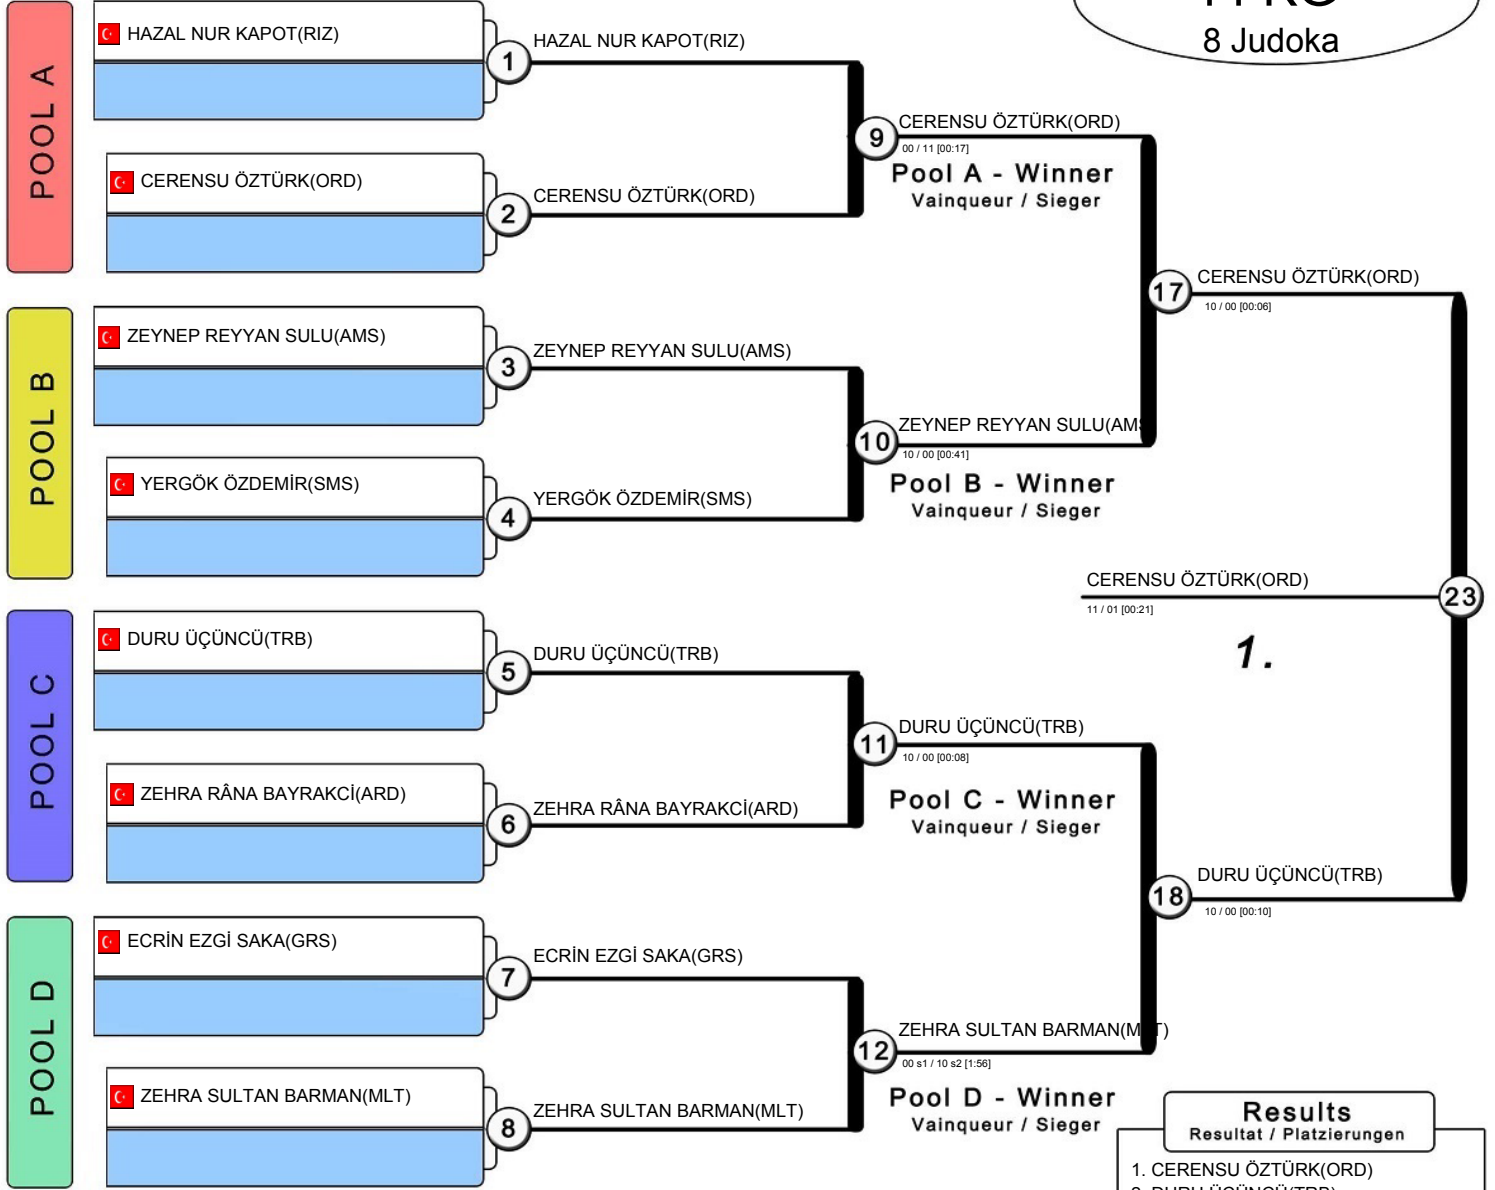 8 Judoka
POOL A
HAZAL NUR KAPOT(RIZ)
1
HAZAL NUR KAPOT(RIZ)
CERENSU ÖZTÜRK(ORD)
2
CERENSU ÖZTÜRK(ORD)
9
CERENSU ÖZTÜRK(ORD)
00 / 11 [00:17]
Pool A - Winner
Vainqueur / Sieger
POOL B
ZEYNEP REYYAN SULU(AMS)
3
ZEYNEP REYYAN SULU(AMS)
YERGÖK ÖZDEMİR(SMS)
4
YERGÖK ÖZDEMİR(SMS)
10
ZEYNEP REYYAN SULU(AMS
10 / 00 [00:41]
Pool B - Winner
Vainqueur / Sieger
17
CERENSU ÖZTÜRK(ORD)
10 / 00 [00:06]
CERENSU ÖZTÜRK(ORD)
11 / 01 [00:21]
23
1.
POOL C
DURU ÜÇÜNCÜ(TRB)
5
DURU ÜÇÜNCÜ(TRB)
ZEHRA RÂNA BAYRAKCİ(ARD)
6
ZEHRA RÂNA BAYRAKCİ(ARD)
11
DURU ÜÇÜNCÜ(TRB)
10 / 00 [00:08]
Pool C - Winner
Vainqueur / Sieger
18
DURU ÜÇÜNCÜ(TRB)
10 / 00 [00:10]
POOL D
ECRİN EZGİ SAKA(GRS)
7
ECRİN EZGİ SAKA(GRS)
ZEHRA SULTAN BARMAN(MLT)
8
ZEHRA SULTAN BARMAN(MLT)
12
ZEHRA SULTAN BARMAN(MLT)
00 s1 / 10 s2 [1:56]
Pool D - Winner
Vainqueur / Sieger
Results
Resultat / Platzierungen
1. CERENSU ÖZTÜRK(ORD)
2. DURU ÜÇÜNCÜ(TRB)